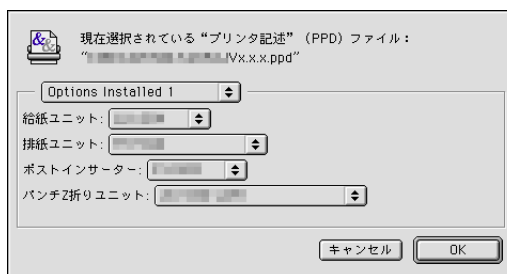 現在選択されている“プリンタ記述”（PPD）ファイル：
Vx.x.x.ppd”
Options Installed 1
給紙ユニット:
排紙ユニット:
ポストインサーター:
パンチZ折りユニット:
キャンセル
OK